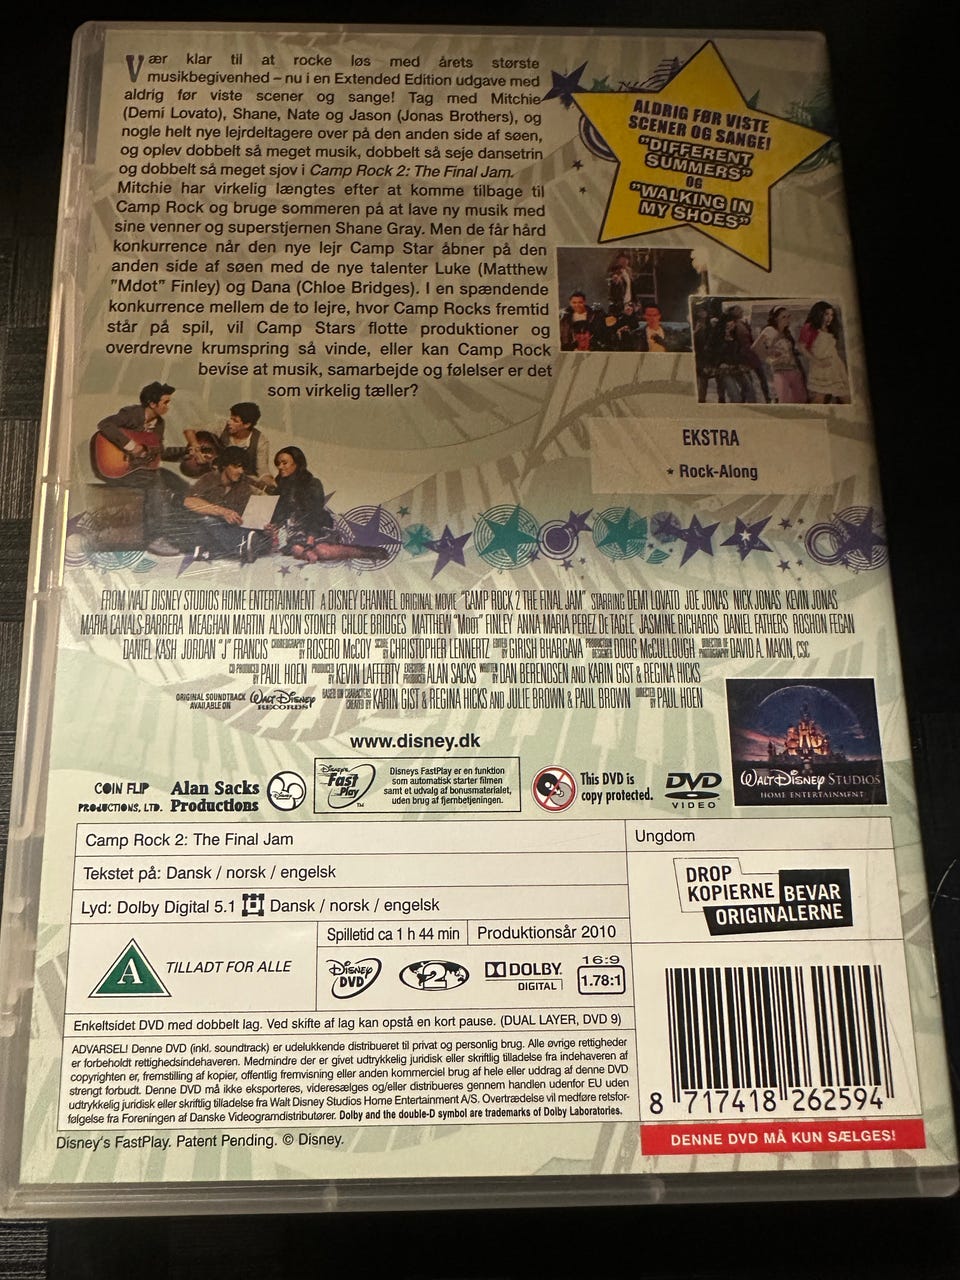 Vær klar til at rocke løs med årets største
musikbegivenhed – nu i en Extended Edition udgave med
aldrig før viste scener og sange! Tag med Mitchie
(Demi Lovato), Shane, Nate og Jason (Jonas Brothers), og
nogle helt nye lejrdeltagere over på den anden side af søen,
og oplev dobbelt så meget musik, dobbelt så seje dansetrin
og dobbelt så meget sjov i Camp Rock 2: The Final Jam.
Mitchie har virkelig længtes efter at komme tilbage til
Camp Rock og bruge sommeren på at lave ny musik med
sine venner og superstjernen Shane Gray. Men de får hård
konkurrence når den nye lejr Camp Star åbner på den
anden side af søen med de nye talenter Luke (Matthew
"Mdot" Finley) og Dana (Chloe Bridges). I en spændende
konkurrence mellem de to lejre, hvor Camp Rocks fremtid
står på spil, vil Camp Stars flotte produktioner og
overdrevne krumspring så vinde, eller kan Camp Rock
bevise at musik, samarbejde og følelser er det
som virkelig tæller?
ALDRIG FØR VISTE
SCENER OG SANGE!
"DIFFERENT
SUMMERS"
OG
"WALKING IN
MY SHOES"
EKSTRA
★ Rock-Along
FROM WALT DISNEY STUDIOS HOME ENTERTAINMENT A DISNEY CHANNEL ORIGINAL MOVIE "CAMP ROCK 2 THE FINAL JAM" STARRING DEMI LOVATO JOE JONAS NICK JONAS KEVIN JONAS
MARIA CANALS-BARRERA MEAGHAN MARTIN ALYSON STONER CHLOE BRIDGES MATTHEW "MDOT" FINLEY ANNA MARIA PEREZ DE TAGLE JASMINE RICHARDS DANIEL FATHERS ROSHON FEGAN
DANIEL KASH JORDAN "J" FRANCIS CHOREOGRAPHY BY ROSERO McCOY SCORE BY CHRISTOPHER LENNERTZ EDITED BY GIRISH BHARGAVA PRODUCTION DESIGNER DOUG McCULLOUGH DIRECTOR OF PHOTOGRAPHY DAVID A. MAKIN, CSC
CO-PRODUCED BY PAUL HOEN PRODUCED BY KEVIN LAFFERTY EXECUTIVE PRODUCER ALAN SACKS WRITTEN BY DAN BERENDSEN AND KARIN GIST & REGINA HICKS
ORIGINAL SOUNDTRACK AVAILABLE ON WALT DISNEY RECORDS BASED ON CHARACTERS CREATED BY KARIN GIST & REGINA HICKS AND JULIE BROWN & PAUL BROWN DIRECTED BY PAUL HOEN
www.disney.dk
COIN FLIP
PRODUCTIONS, LTD.
Alan Sacks
Productions
Disney's
Fast
Play
™
Disneys FastPlay er en funktion
som automatisk starter filmen
samt et udvalg af bonusmaterialet,
uden brug af fjernbetjeningen.
This DVD is
copy protected.
DVD
VIDEO
WALT DISNEY STUDIOS
HOME ENTERTAINMENT
Camp Rock 2: The Final Jam
Ungdom
Tekstet på: Dansk / norsk / engelsk
Lyd: Dolby Digital 5.1 Dansk / norsk / engelsk
DROP
KOPIERNE BEVAR
ORIGINALERNE
A TILLADT FOR ALLE
Spilletid ca 1 h 44 min Produktionsår 2010
DISNEY
DVD
2
DOLBY
DIGITAL
16:9
1.78:1
Enkeltsidet DVD med dobbelt lag. Ved skifte af lag kan opstå en kort pause. (DUAL LAYER, DVD 9)
ADVARSEL! Denne DVD (inkl. soundtrack) er udelukkende distribueret til privat og personlig brug. Alle øvrige rettigheder
er forbeholdt rettighedsindehaveren. Medmindre der er givet udtrykkelig juridisk eller skriftlig tilladelse fra indehaveren af
copyrighten er, fremstilling af kopier, offentlig fremvisning eller anden kommerciel brug af hele eller uddrag af denne DVD
strengt forbudt. Denne DVD må ikke eksporteres, videresælges og/eller distribueres gennem handlen udenfor EU uden
udtrykkelig juridisk eller skriftlig tilladelse fra Walt Disney Studios Home Entertainment A/S. Overtrædelse vil medføre retsfor-
følgelse fra Foreningen af Danske Videogramdistributører. Dolby and the double-D symbol are trademarks of Dolby Laboratories.
Disney's FastPlay. Patent Pending. © Disney.
8 717418 262594
DENNE DVD MÅ KUN SÆLGES!